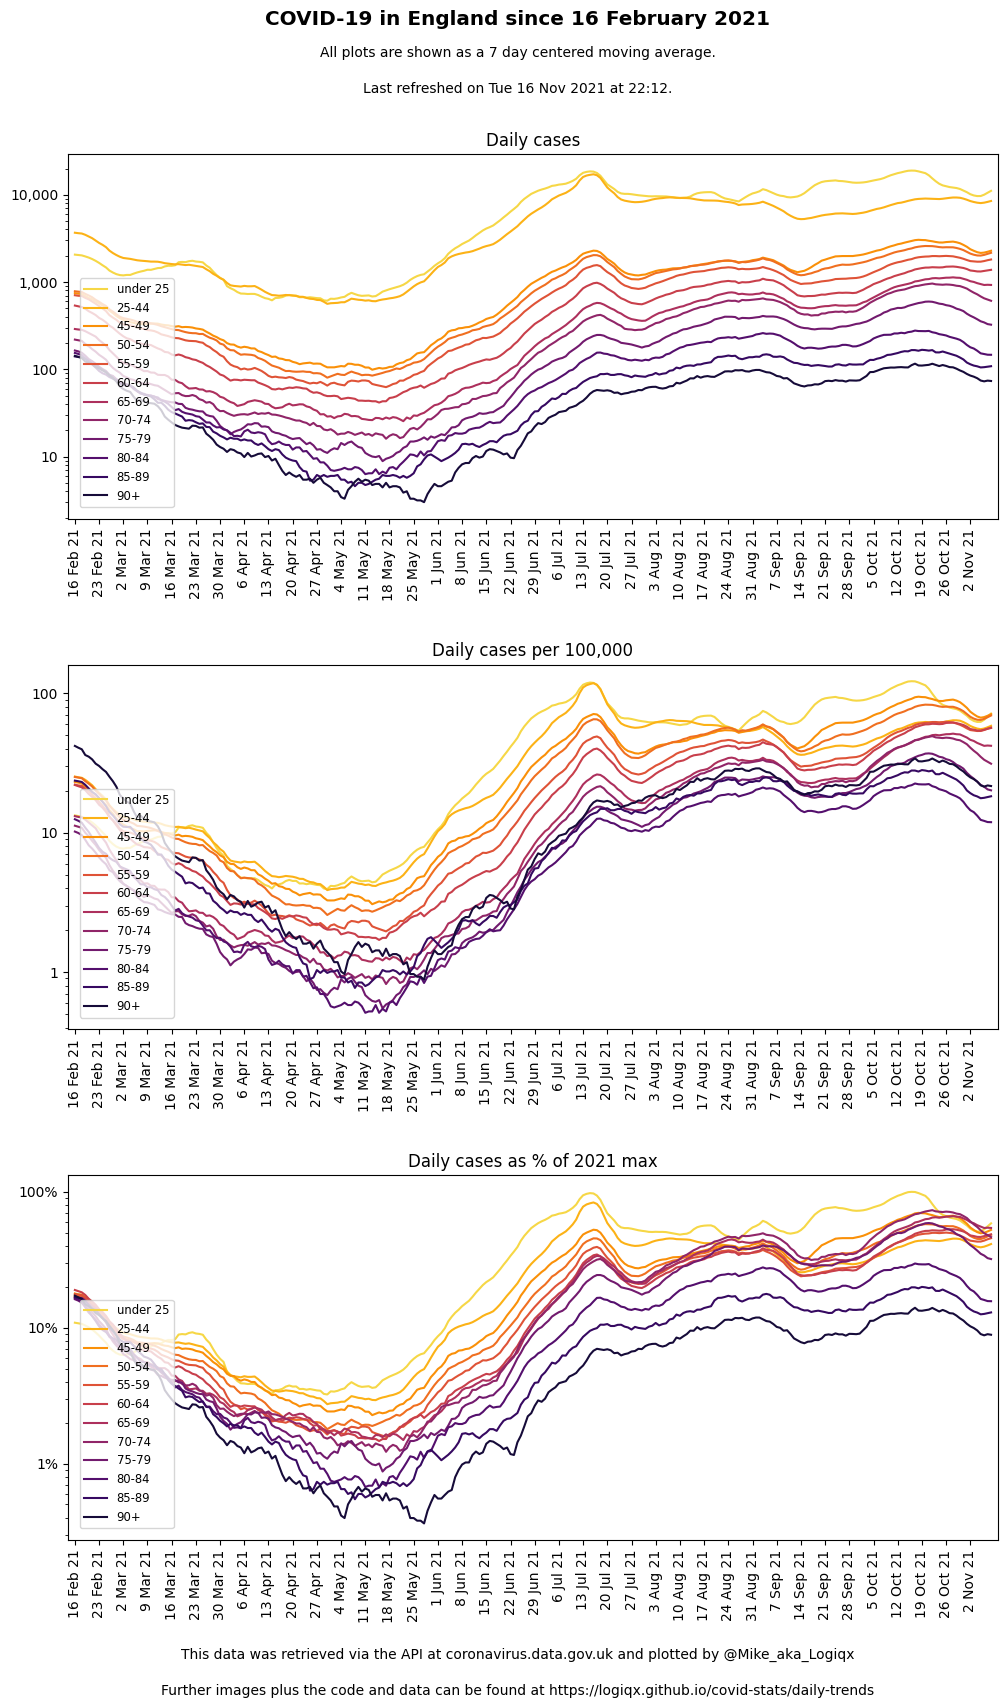 COVID-19 in England since 16 February 2021
All plots are shown as a 7 day centered moving average.
Last refreshed on Tue 16 Nov 2021 at 22:12.
Daily cases
10,000
1,000
100
10
under 25
25-44
45-49
50-54
55-59
60-64
65-69
70-74
75-79
80-84
85-89
90+
16 Feb 21
23 Feb 21
2 Mar 21
9 Mar 21
16 Mar 21
23 Mar 21
30 Mar 21
6 Apr 21
13 Apr 21
20 Apr 21
27 Apr 21
4 May 21
11 May 21
18 May 21
25 May 21
1 Jun 21
8 Jun 21
15 Jun 21
22 Jun 21
29 Jun 21
6 Jul 21
13 Jul 21
20 Jul 21
27 Jul 21
3 Aug 21
10 Aug 21
17 Aug 21
24 Aug 21
31 Aug 21
7 Sep 21
14 Sep 21
21 Sep 21
28 Sep 21
5 Oct 21
12 Oct 21
19 Oct 21
26 Oct 21
2 Nov 21
Daily cases per 100,000
100
10
1
under 25
25-44
45-49
50-54
55-59
60-64
65-69
70-74
75-79
80-84
85-89
90+
16 Feb 21
23 Feb 21
2 Mar 21
9 Mar 21
16 Mar 21
23 Mar 21
30 Mar 21
6 Apr 21
13 Apr 21
20 Apr 21
27 Apr 21
4 May 21
11 May 21
18 May 21
25 May 21
1 Jun 21
8 Jun 21
15 Jun 21
22 Jun 21
29 Jun 21
6 Jul 21
13 Jul 21
20 Jul 21
27 Jul 21
3 Aug 21
10 Aug 21
17 Aug 21
24 Aug 21
31 Aug 21
7 Sep 21
14 Sep 21
21 Sep 21
28 Sep 21
5 Oct 21
12 Oct 21
19 Oct 21
26 Oct 21
2 Nov 21
Daily cases as % of 2021 max
100%
10%
1%
under 25
25-44
45-49
50-54
55-59
60-64
65-69
70-74
75-79
80-84
85-89
90+
16 Feb 21
23 Feb 21
2 Mar 21
9 Mar 21
16 Mar 21
23 Mar 21
30 Mar 21
6 Apr 21
13 Apr 21
20 Apr 21
27 Apr 21
4 May 21
11 May 21
18 May 21
25 May 21
1 Jun 21
8 Jun 21
15 Jun 21
22 Jun 21
29 Jun 21
6 Jul 21
13 Jul 21
20 Jul 21
27 Jul 21
3 Aug 21
10 Aug 21
17 Aug 21
24 Aug 21
31 Aug 21
7 Sep 21
14 Sep 21
21 Sep 21
28 Sep 21
5 Oct 21
12 Oct 21
19 Oct 21
26 Oct 21
2 Nov 21
This data was retrieved via the API at coronavirus.data.gov.uk and plotted by @Mike_aka_Logiqx
Further images plus the code and data can be found at https://logiqx.github.io/covid-stats/daily-trends